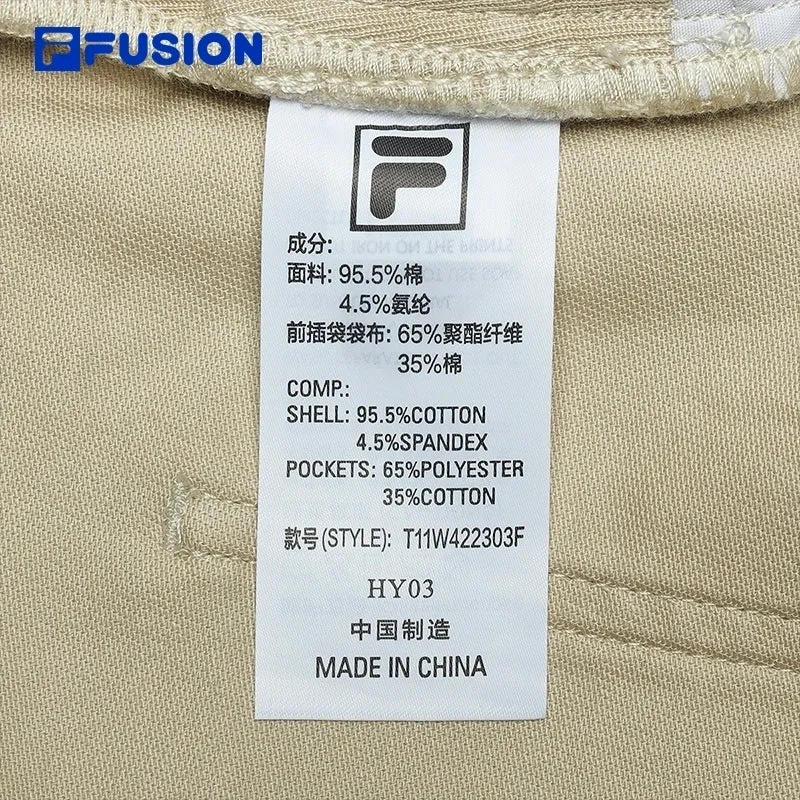 FUSION
成分:
面料: 95.5%棉
4.5%氨纶
前插袋袋布: 65%聚酯纤维
35%棉
COMP.:
SHELL: 95.5%COTTON
4.5%SPANDEX
POCKETS: 65%POLYESTER
35%COTTON
款号(STYLE): T11W422303F
HY03
中国制造
MADE IN CHINA